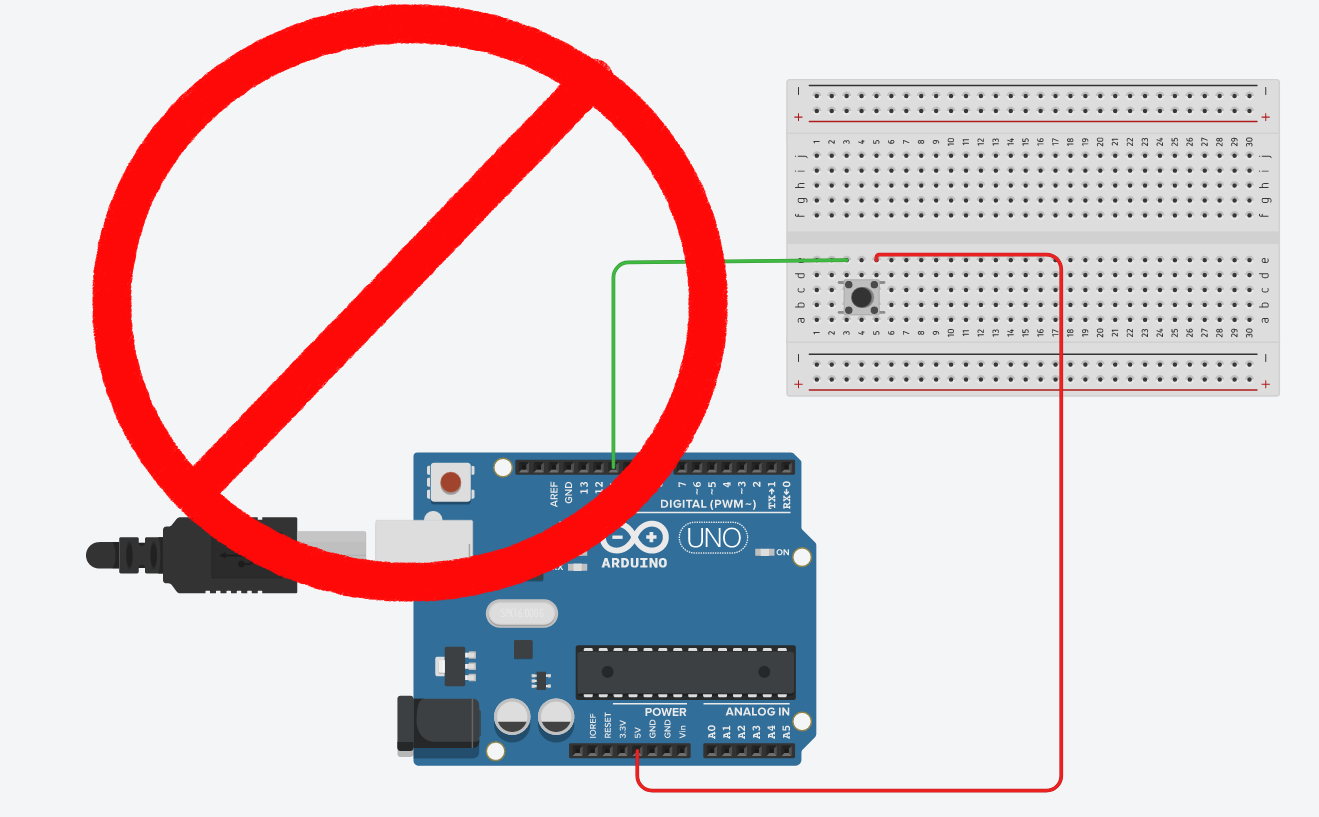 − −
+ +
1 2 3 4 5 6 7 8 9 10 11 12 13 14 15 16 17 18 19 20 21 22 23 24 25 26 27 28 29 30
j j
i i
h h
g g
f f
e e
d d
c c
b b
a a
1 2 3 4 5 6 7 8 9 10 11 12 13 14 15 16 17 18 19 20 21 22 23 24 25 26 27 28 29 30
− −
+ +
AREF GND 13 12 7 ~6 ~5 4 ~3 2 TX→1 RX←0
DIGITAL (PWM~)
UNO
ON
ARDUINO
POWER ANALOG IN
IOREF RESET 3.3V 5V GND GND Vin A0 A1 A2 A3 A4 A5